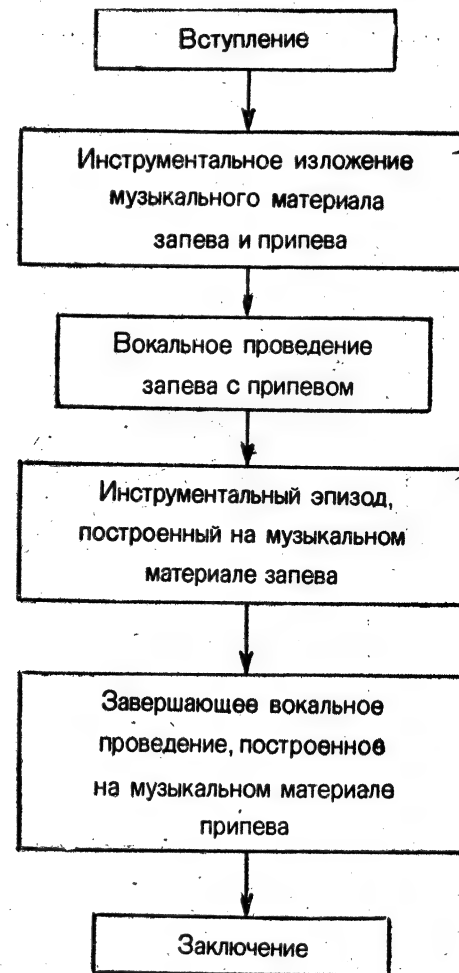 Вступление
Инструментальное изложение
музыкального материала
запева и припева
Вокальное проведение
запева с припевом
Инструментальный эпизод,
построенный на музыкальном
материале запева
Завершающее вокальное
проведение, построенное
на музыкальном материале
припева
Заключение